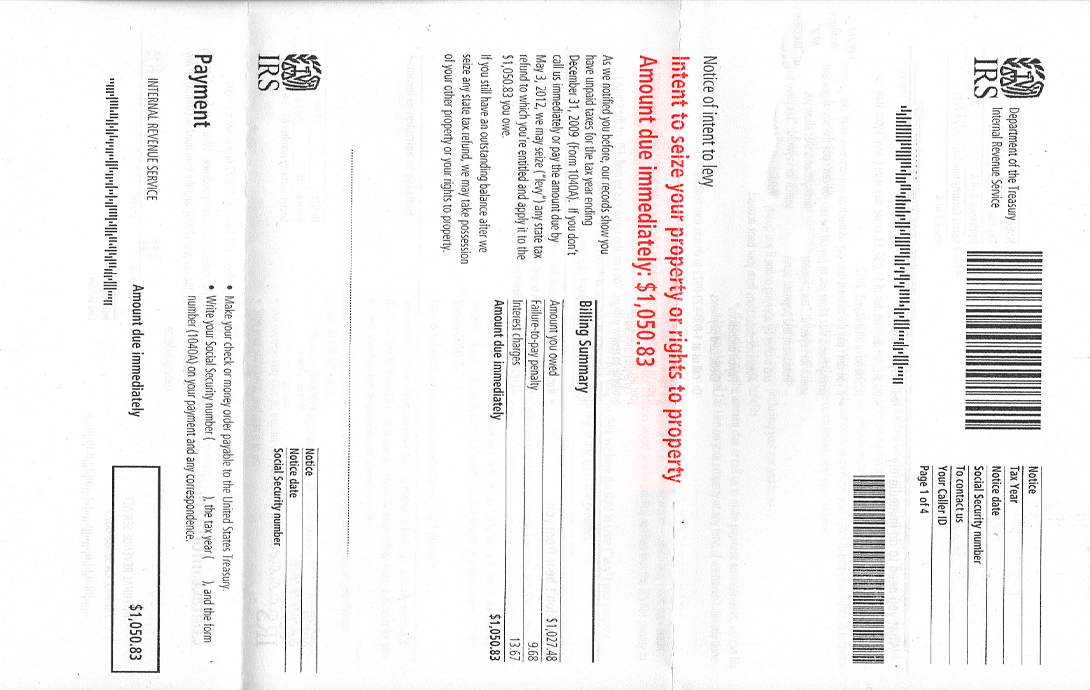 IRS
Department of the Treasury
Internal Revenue Service
Notice
Tax Year
Notice date
Social Security number
To contact us
Your Caller ID
Page 1 of 4
Notice of intent to levy
Intent to seize your property or rights to property
Amount due immediately: $1,050.83
As we notified you before, our records show you
have unpaid taxes for the tax year ending
December 31, 2009 (Form 1040A). If you don't
call us immediately or pay the amount due by
May 3, 2012, we may seize ("levy") any state tax
refund to which you're entitled and apply it to the
$1,050.83 you owe.
If you still have an outstanding balance after we
seize any state tax refund, we may take possession
of your other property or your rights to property.
Billing Summary
Amount you owed $1,027.48
Failure-to-pay penalty 9.68
Interest charges 13.67
Amount due immediately $1,050.83
IRS
Notice
Notice date
Social Security number
Payment
• Make your check or money order payable to the United States Treasury.
• Write your Social Security number ( ), the tax year ( ), and the form
number (1040A) on your payment and any correspondence.
INTERNAL REVENUE SERVICE
Amount due immediately $1,050.83